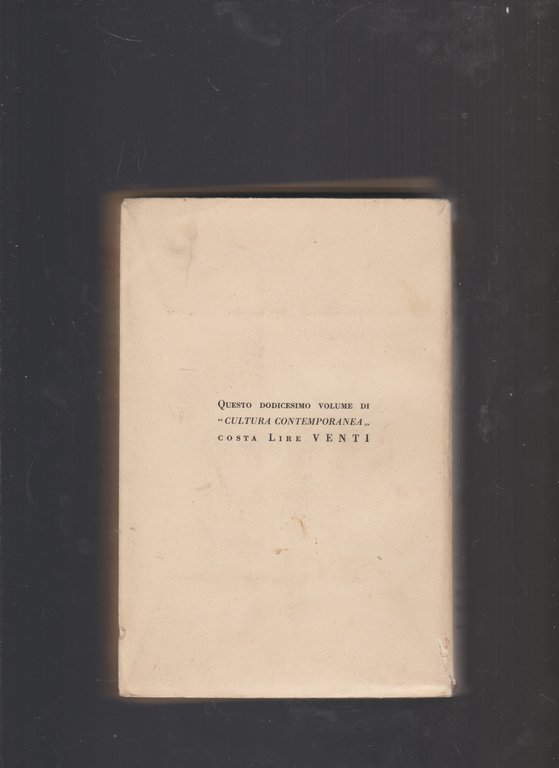 Questo dodicesimo volume di
“CULTURA CONTEMPORANEA„
costa Lire VENTI